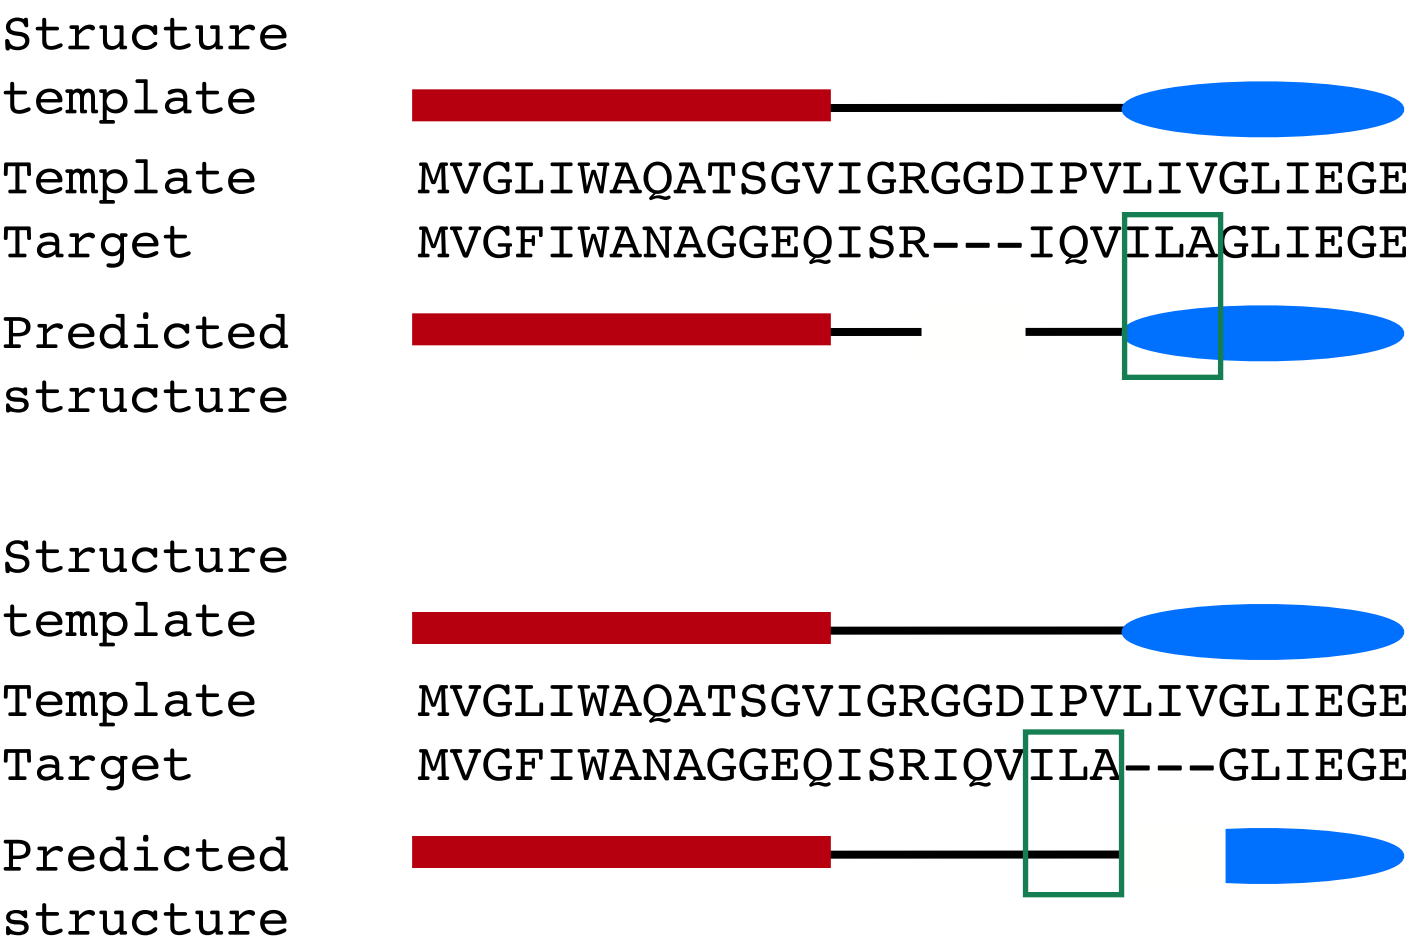 Structure
template
Template MVGLIWAQATSGVIGRGGDIPVLIVGLIEGE
Target MVGFIWANAGGEQISR---IQVILAGLIEGE
Predicted
structure
Structure
template
Template MVGLIWAQATSGVIGRGGDIPVLIVGLIEGE
Target MVGFIWANAGGEQISRIQVILA---GLIEGE
Predicted
structure